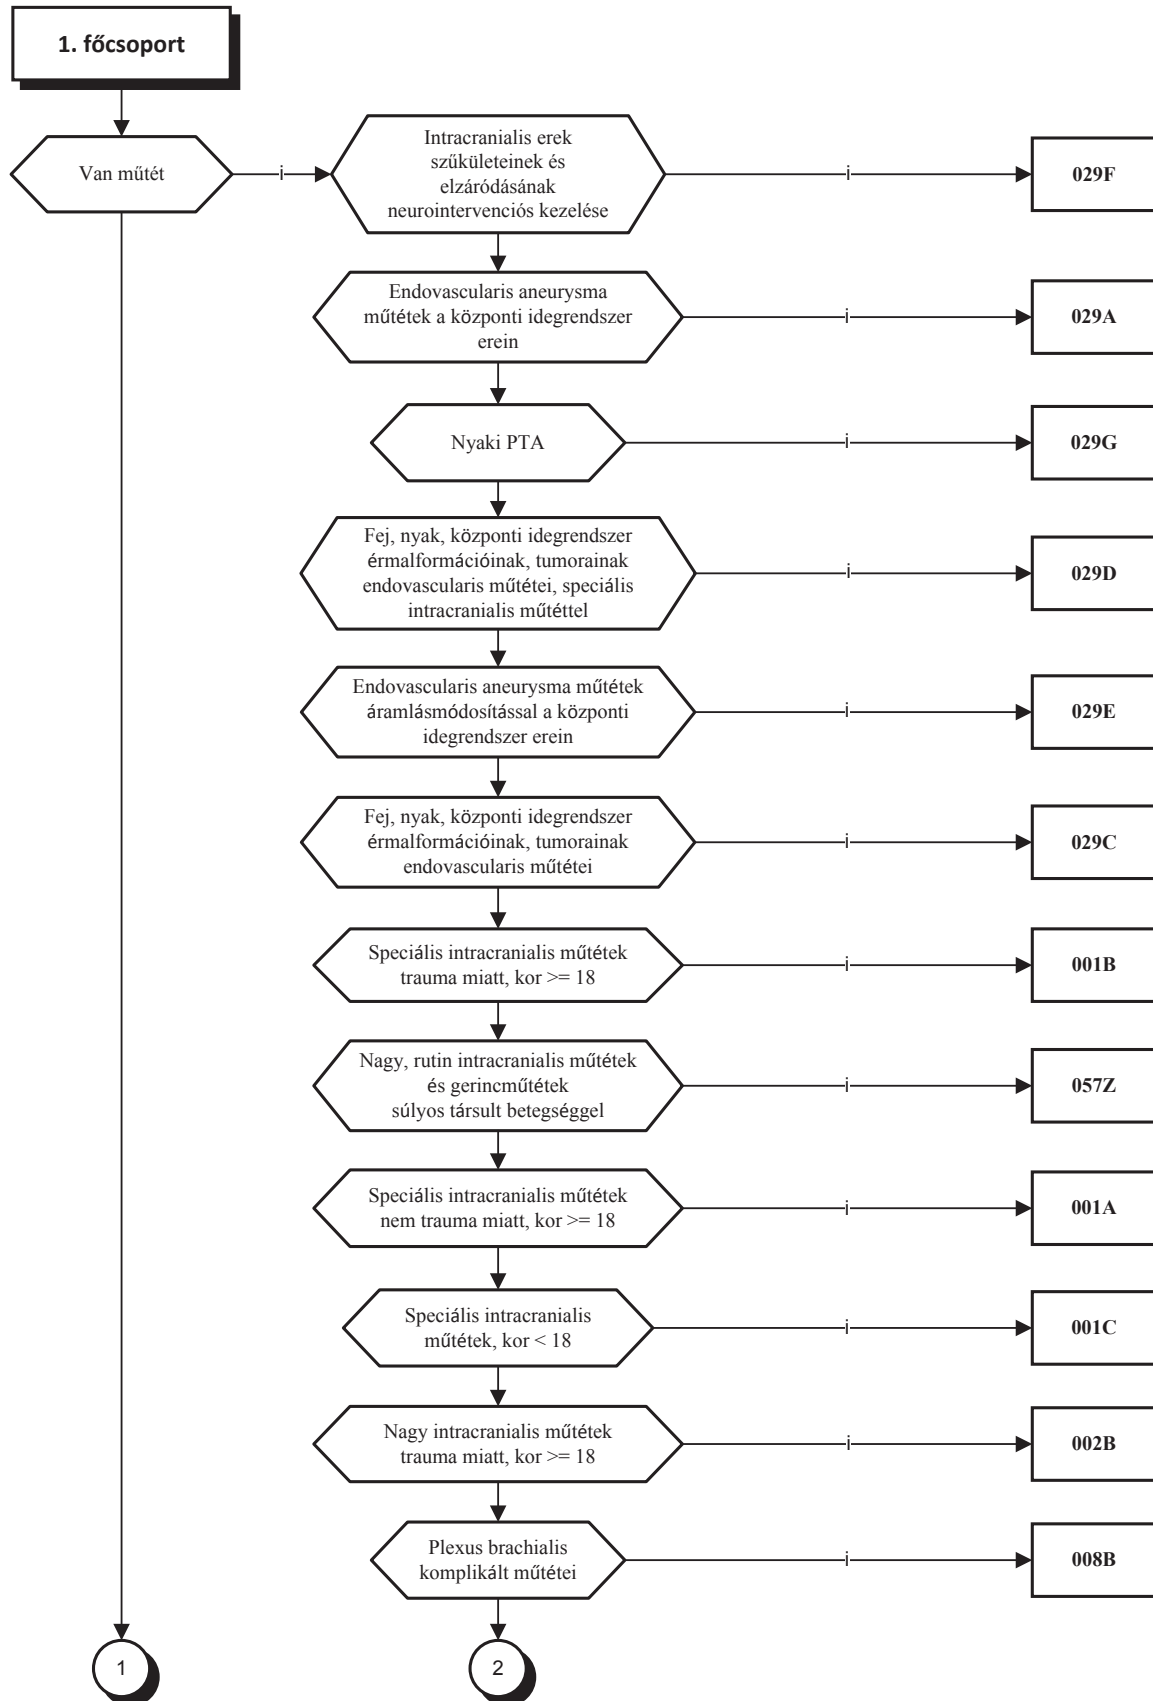 1. főcsoport
Van műtét
i
Intracranialis erek
szűkületeinek és
elzáródásának
neurointervenciós kezelése
i
029F
Endovascularis aneurysma
műtétek a központi idegrendszer
erein
i
029A
Nyaki PTA
i
029G
Fej, nyak, központi idegrendszer
érmalformációinak, tumorainak
endovascularis műtétei, speciális
intracranialis műtéttel
i
029D
Endovascularis aneurysma műtétek
áramlásmódosítással a központi
idegrendszer erein
i
029E
Fej, nyak, központi idegrendszer
érmalformációinak, tumorainak
endovascularis műtétei
i
029C
Speciális intracranialis műtétek
trauma miatt, kor >= 18
i
001B
Nagy, rutin intracranialis műtétek
és gerincműtétek
súlyos társult betegséggel
i
057Z
Speciális intracranialis műtétek
nem trauma miatt, kor >= 18
i
001A
Speciális intracranialis
műtétek, kor < 18
i
001C
Nagy intracranialis műtétek
trauma miatt, kor >= 18
i
002B
Plexus brachialis
komplikált műtétei
i
008B
1
2